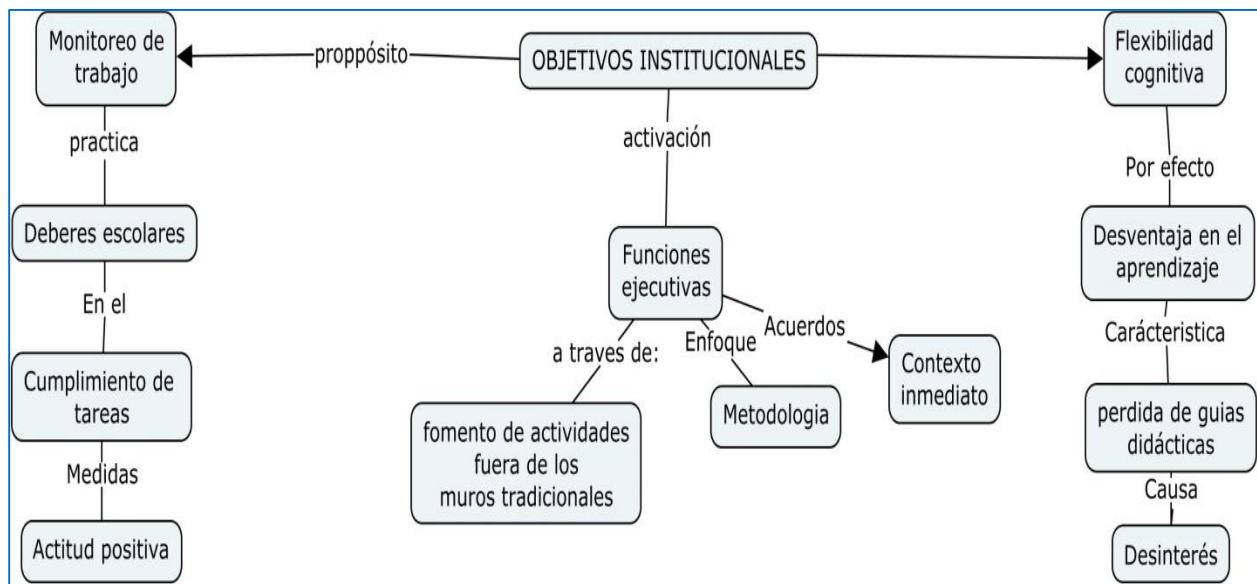 Monitoreo de
trabajo
propósito
OBJETIVOS INSTITUCIONALES
Flexibilidad
cognitiva
practica
activación
Por efecto
Deberes escolares
Funciones
ejecutivas
Desventaja en el
aprendizaje
En el
a traves de:
Enfoque
Acuerdos
Carácteristica
Cumplimiento de
tareas
fomento de actividades
fuera de los
muros tradicionales
Metodologia
Contexto
inmediato
perdida de guias
didácticas
Medidas
Causa
Actitud positiva
Desinterés